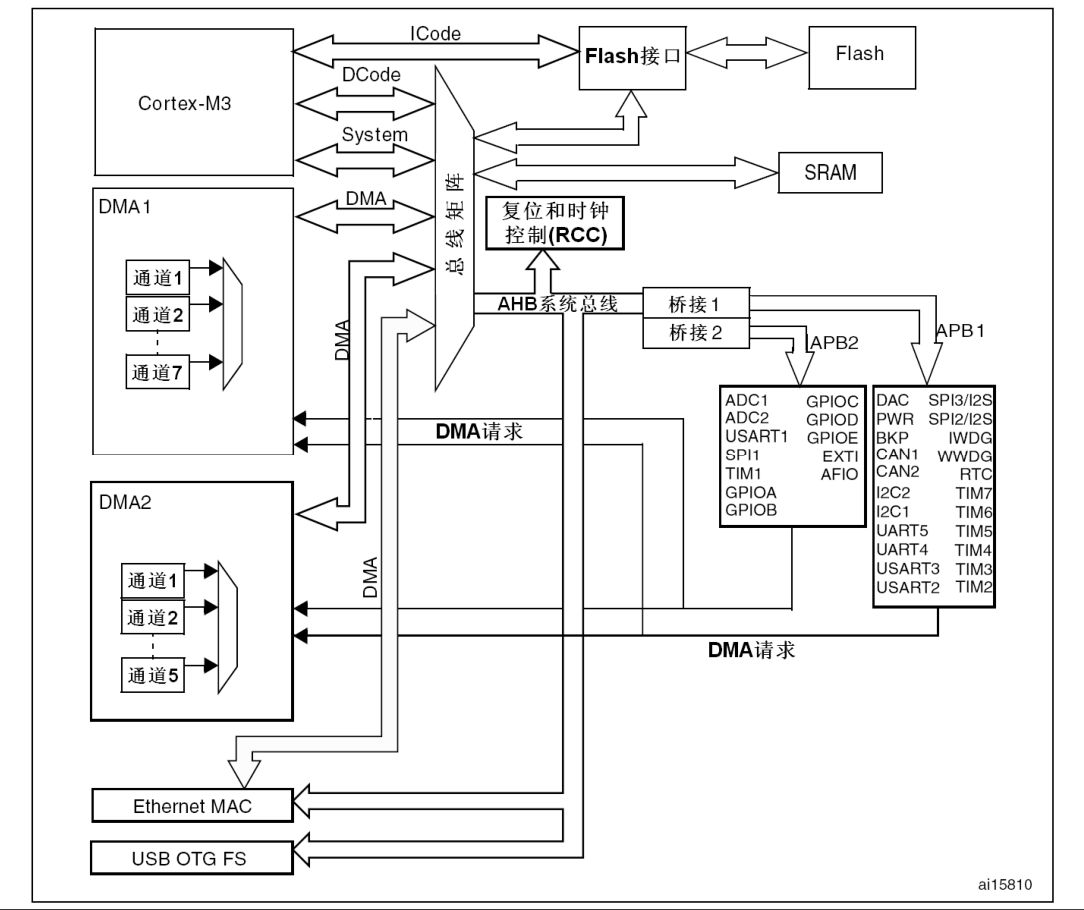 ICode
DCode
Cortex-M3
System
Flash接口
Flash
SRAM
DMA1
DMA
总线矩阵
复位和时钟
控制(RCC)
通道1
通道2
通道7
AHB系统总线
桥接1
桥接2
APB1
APB2
DMA
DMA请求
ADC1
ADC2
USART1
SPI1
TIM1
GPIOA
GPIOB
GPIOC
GPIOD
GPIOE
EXTI
AFIO
DAC
PWR
BKP
CAN1
CAN2
I2C2
I2C1
UART5
UART4
USART3
USART2
SPI3/I2S
SPI2/I2S
IWDG
WWDG
RTC
TIM7
TIM6
TIM5
TIM4
TIM3
TIM2
DMA2
通道1
通道2
通道5
DMA
DMA请求
Ethernet MAC
USB OTG FS
ai15810